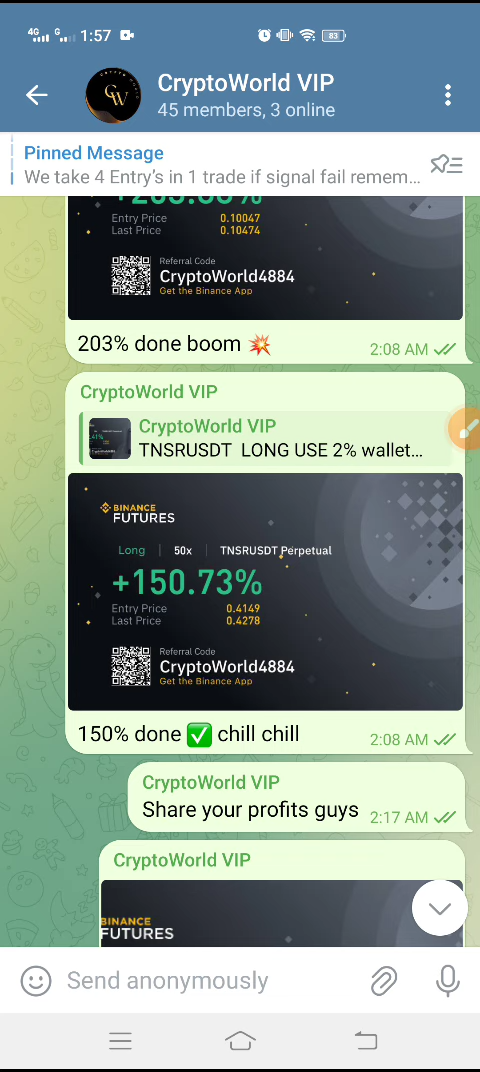 4G
G
1:57
83
CryptoWorld VIP
45 members, 3 online
Pinned Message
We take 4 Entry's in 1 trade if signal fail remem...
Entry Price 0.10047
Last Price 0.10474
Referral Code
CryptoWorld4884
Get the Binance App
203% done boom 💥
2:08 AM
CryptoWorld VIP
CryptoWorld VIP
TNSRUSDT LONG USE 2% wallet...
BINANCE
FUTURES
Long | 50x | TNSRUSDT Perpetual
+150.73%
Entry Price 0.4149
Last Price 0.4278
Referral Code
CryptoWorld4884
Get the Binance App
150% done ✅ chill chill
2:08 AM
CryptoWorld VIP
Share your profits guys
2:17 AM
CryptoWorld VIP
BINANCE
FUTURES
Send anonymously